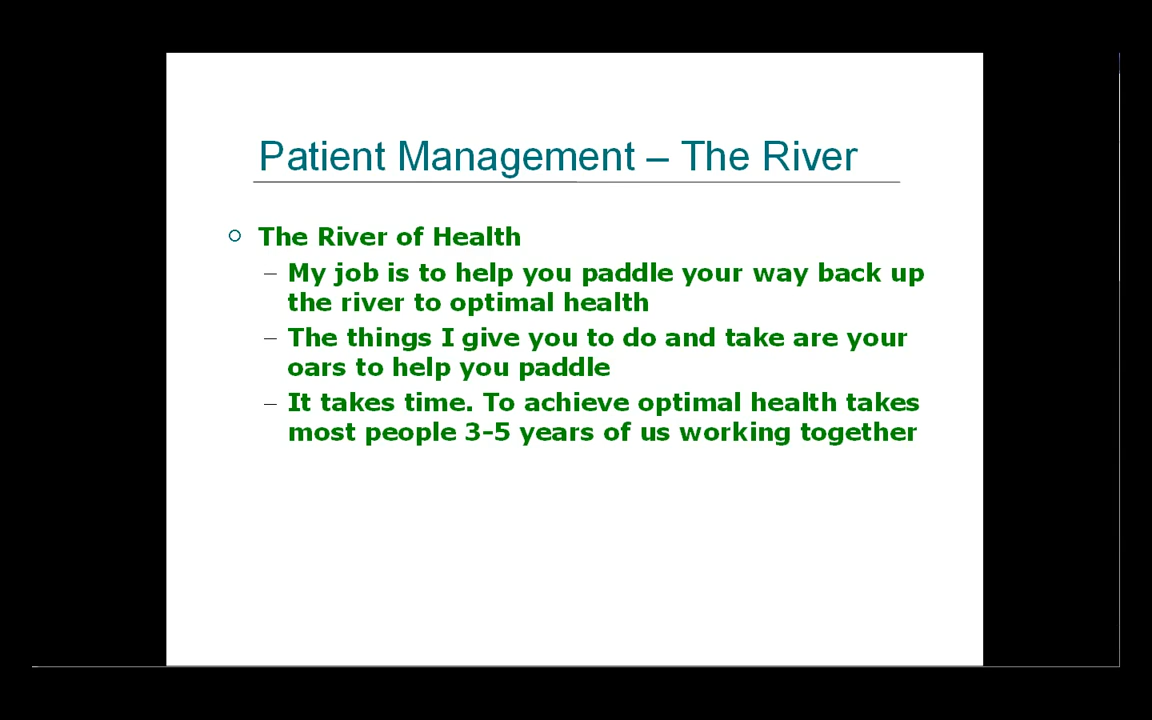 Patient Management – The River
The River of Health
– My job is to help you paddle your way back up
the river to optimal health
– The things I give you to do and take are your
oars to help you paddle
– It takes time. To achieve optimal health takes
most people 3-5 years of us working together